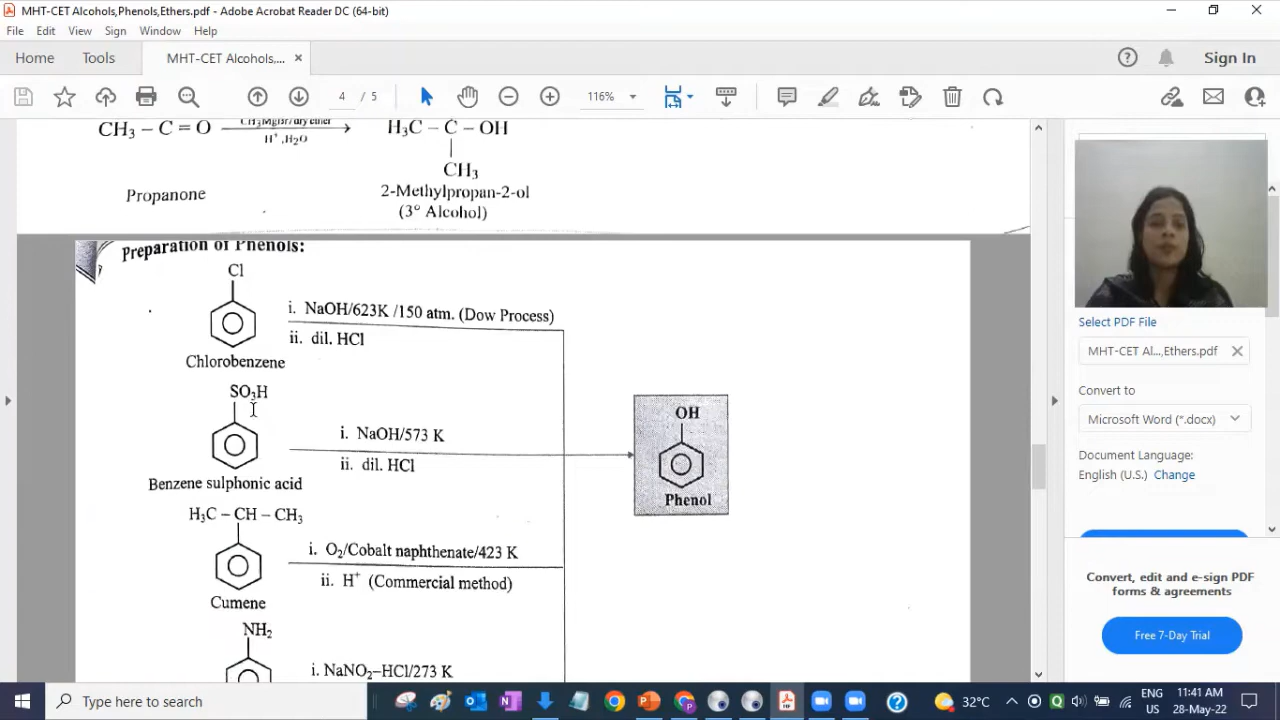 MHT-CET Alcohols,Phenols,Ethers.pdf - Adobe Acrobat Reader DC (64-bit)
File Edit View Sign Window Help
Home Tools MHT-CET Alcohols,... × Sign In
4 / 5 116%
CH₃ – C = O CH₃MgBr/dry ether H₃C – C – OH
H⁺ ,H₂O
CH₃
Propanone
2-Methylpropan-2-ol
(3° Alcohol)
Preparation of Phenols:
Cl
i. NaOH/623K /150 atm. (Dow Process)
ii. dil. HCl
Chlorobenzene
SO₃H
i. NaOH/573 K
ii. dil. HCl
Benzene sulphonic acid
OH
Phenol
H₃C – CH – CH₃
i. O₂/Cobalt naphthenate/423 K
ii. H⁺ (Commercial method)
Cumene
NH₂
i. NaNO₂–HCl/273 K
Select PDF File
MHT-CET Al...,Ethers.pdf
Convert to
Microsoft Word (*.docx)
Document Language:
English (U.S.) Change
Convert, edit and e-sign PDF
forms & agreements
Free 7-Day Trial
Type here to search
32°C
ENG
US
11:41 AM
28-May-22